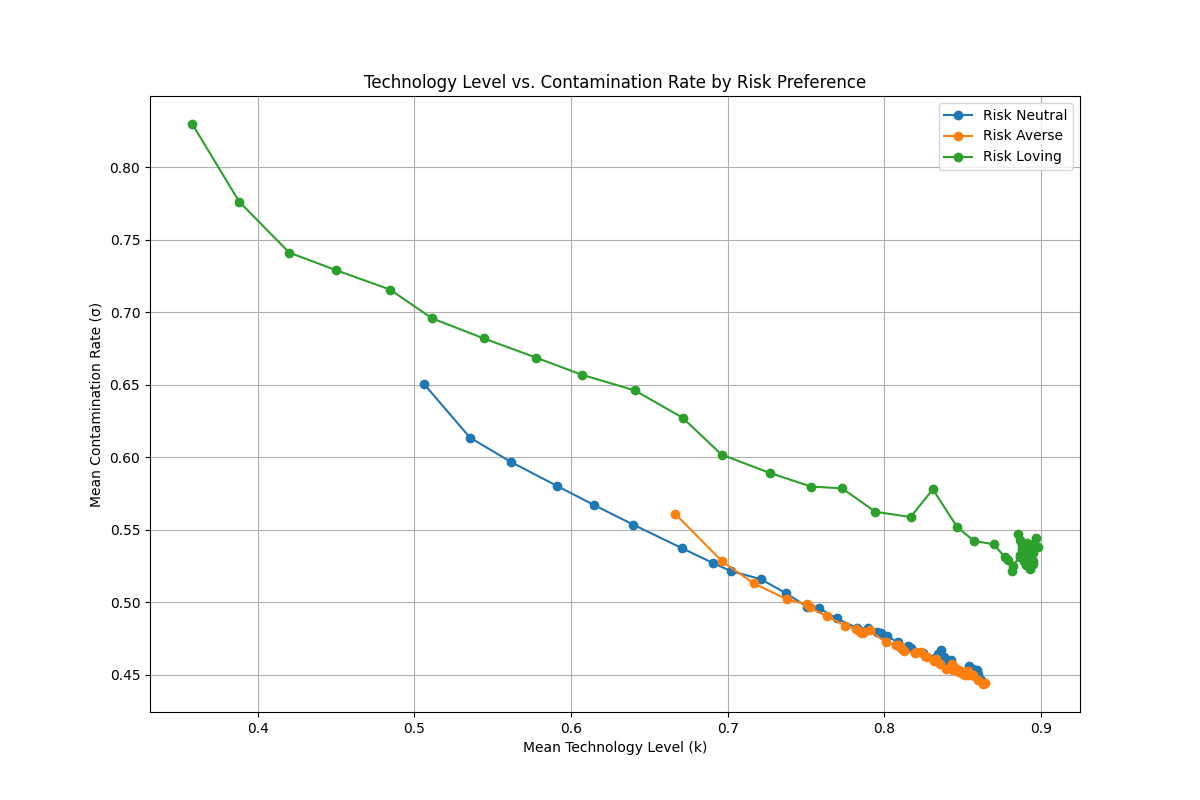 Technology Level vs. Contamination Rate by Risk Preference
Risk Neutral
Risk Averse
Risk Loving
Mean Contamination Rate (σ)
0.80
0.75
0.70
0.65
0.60
0.55
0.50
0.45
0.4 0.5 0.6 0.7 0.8 0.9
Mean Technology Level (k)